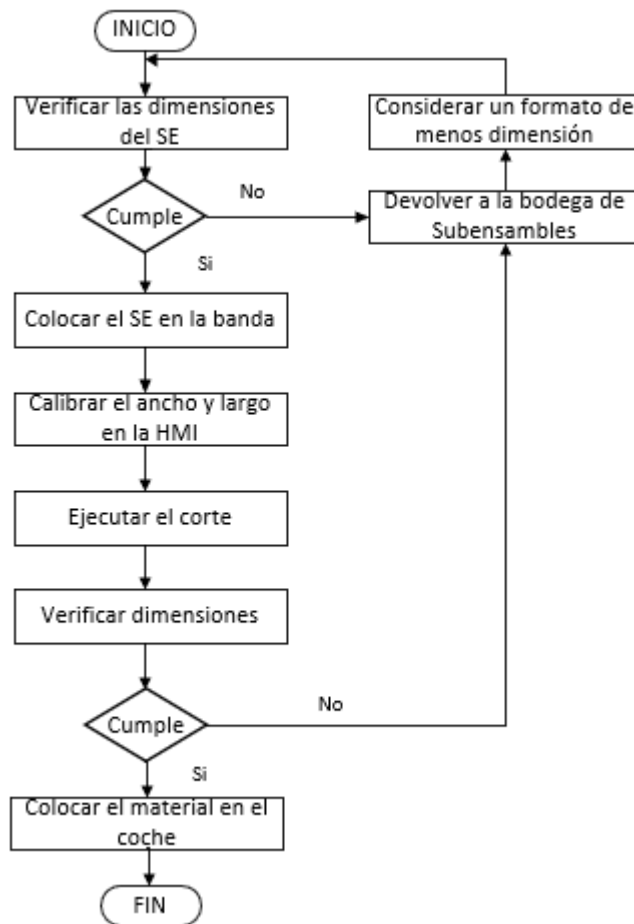 INICIO
Verificar las dimensiones
del SE
Considerar un formato de
menos dimensión
Cumple
No
Devolver a la bodega de
Subensambles
Si
Colocar el SE en la banda
Calibrar el ancho y largo
en la HMI
Ejecutar el corte
Verificar dimensiones
Cumple
No
Si
Colocar el material en el
coche
FIN